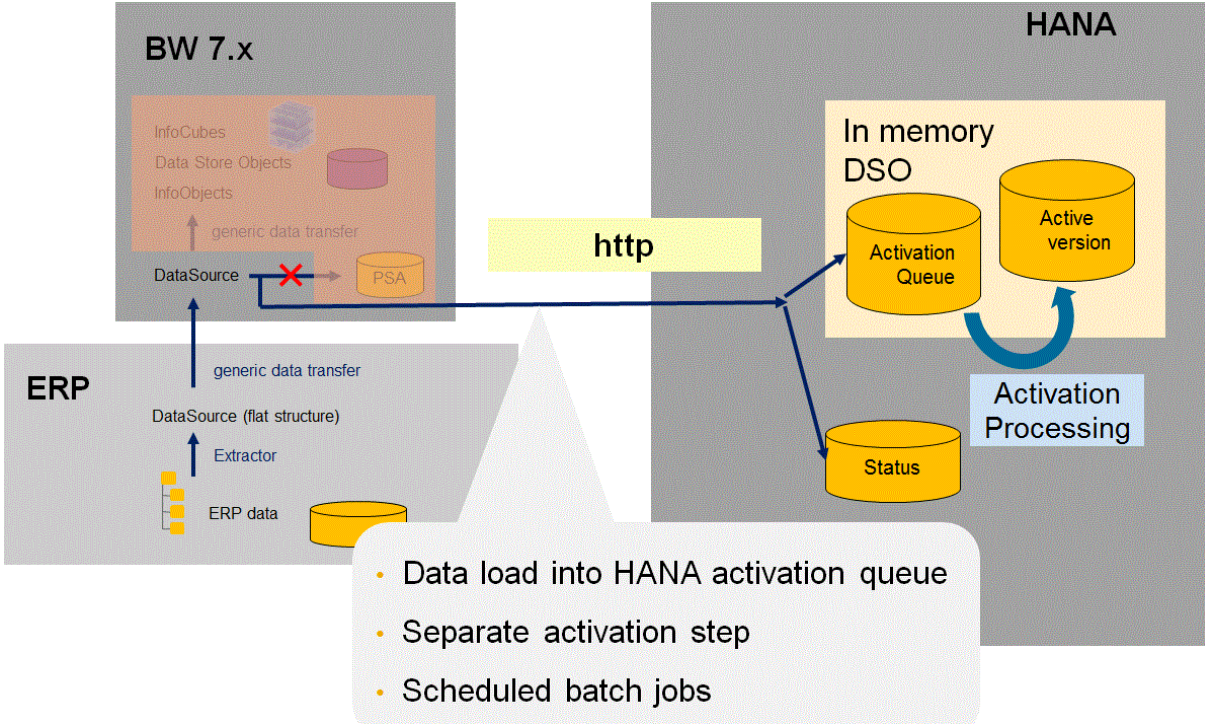 BW 7.x
InfoCubes
Data Store Objects
InfoObjects
generic data transfer
DataSource
PSA
ERP
generic data transfer
DataSource (flat structure)
Extractor
ERP data
http
HANA
In memory
DSO
Activation
Queue
Active
version
Activation
Processing
Status
• Data load into HANA activation queue
• Separate activation step
• Scheduled batch jobs